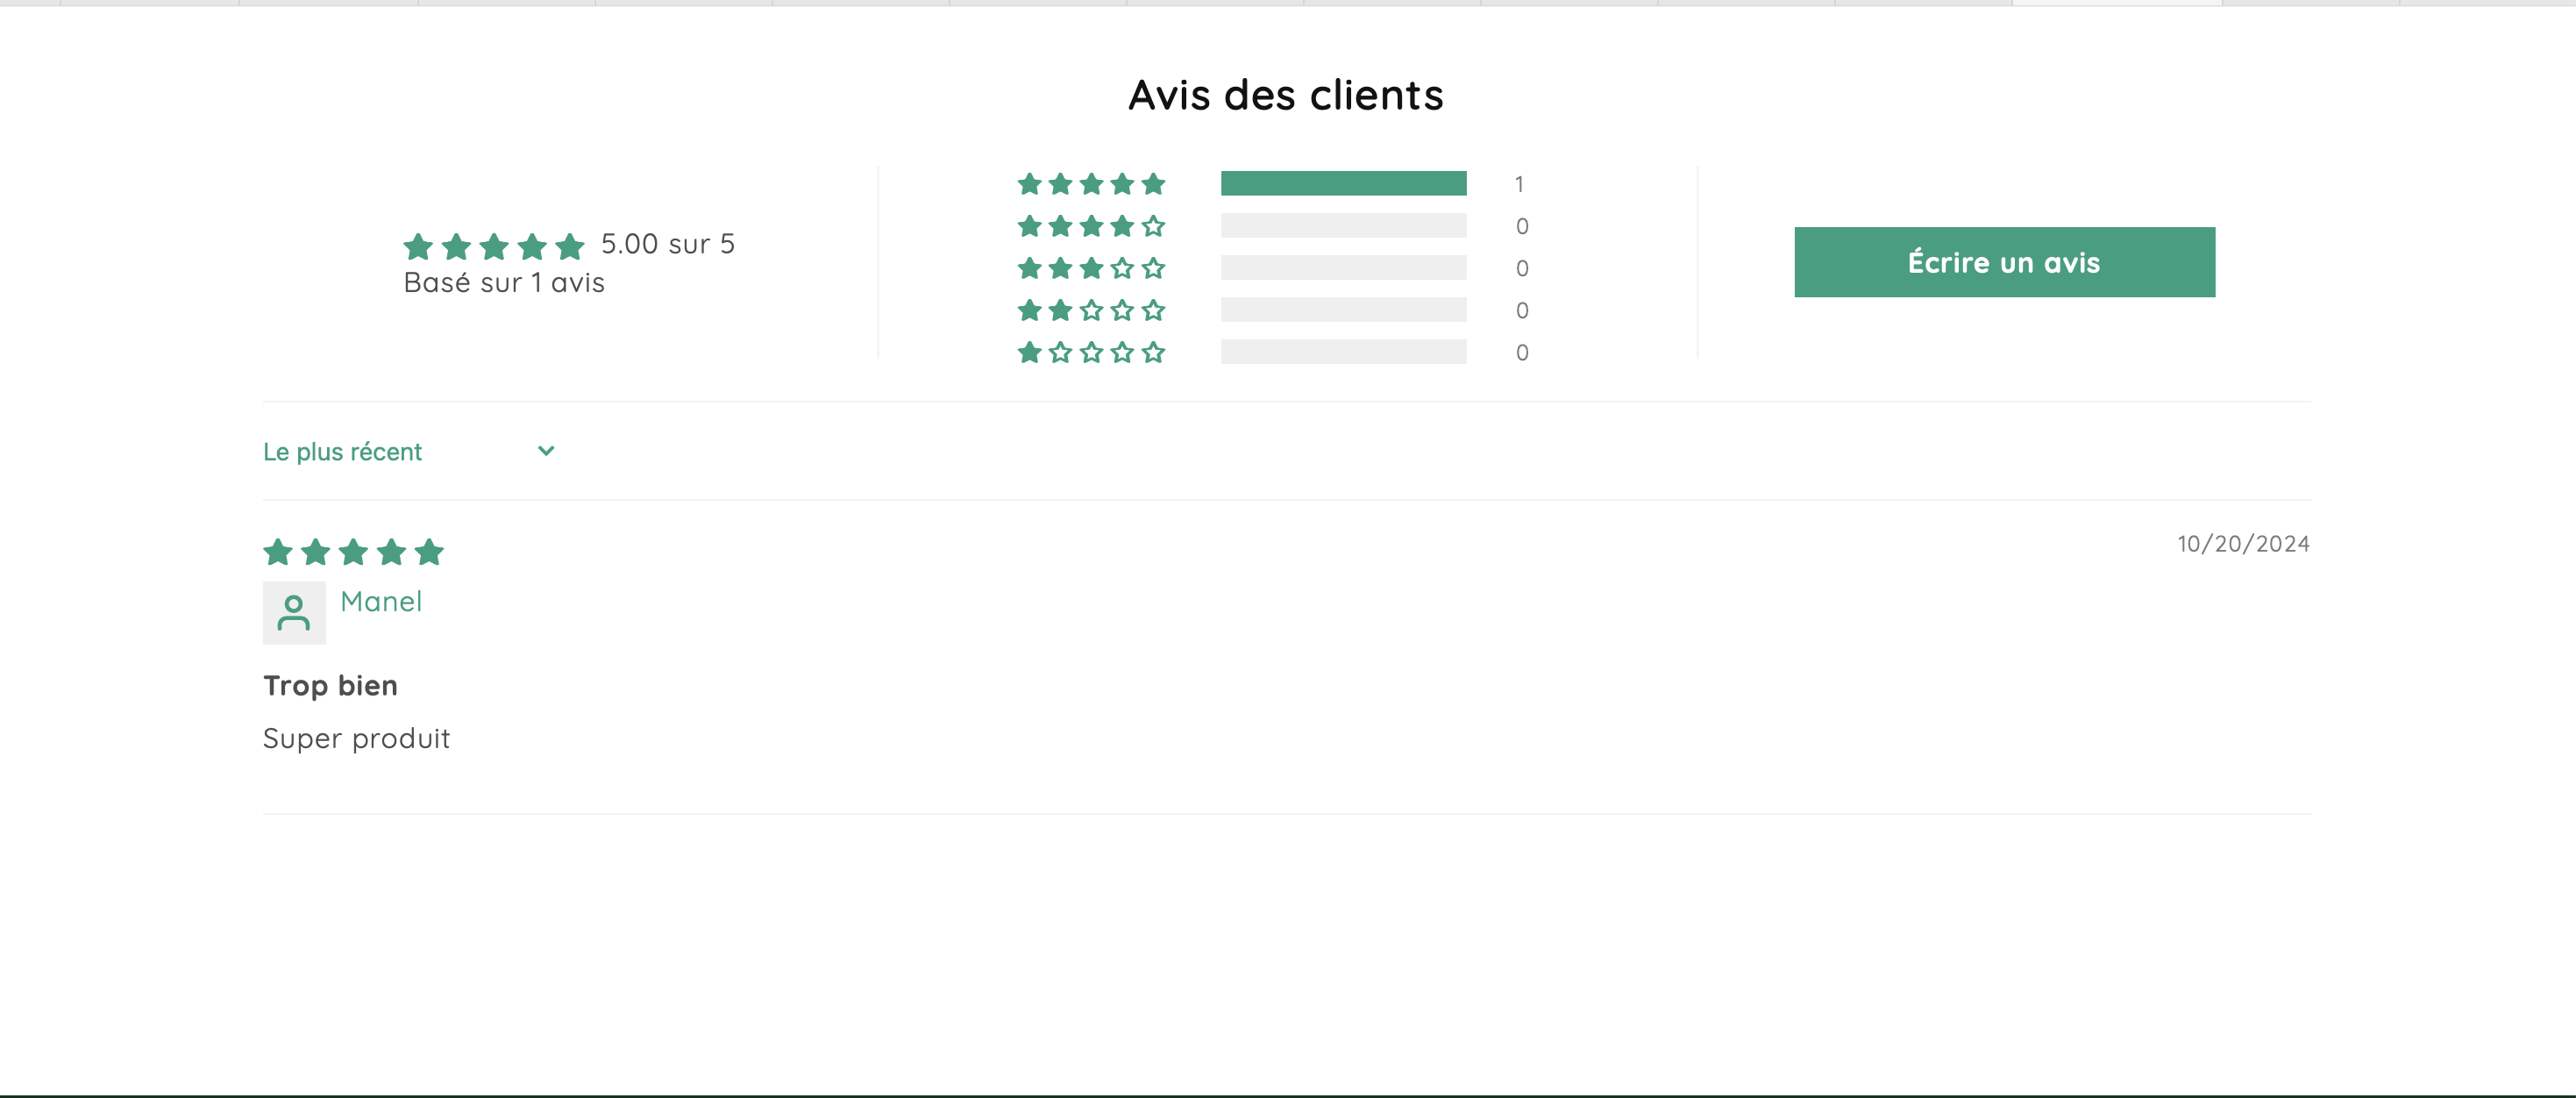 Avis des clients
5.00 sur 5
Basé sur 1 avis
1
0
0
0
0
Écrire un avis
Le plus récent
10/20/2024
Manel
Trop bien
Super produit